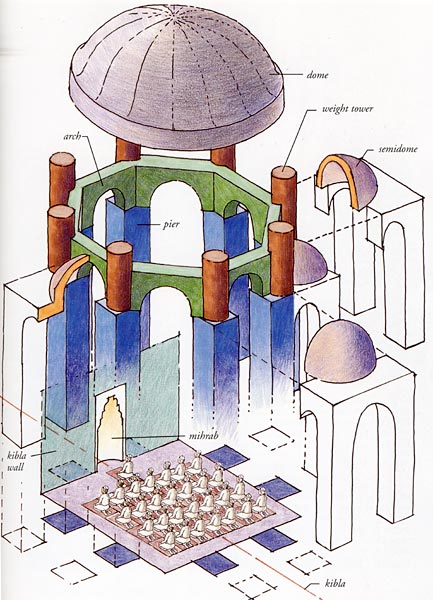 dome
weight tower
arch
semidome
pier
mihrab
kibla
wall
kibla